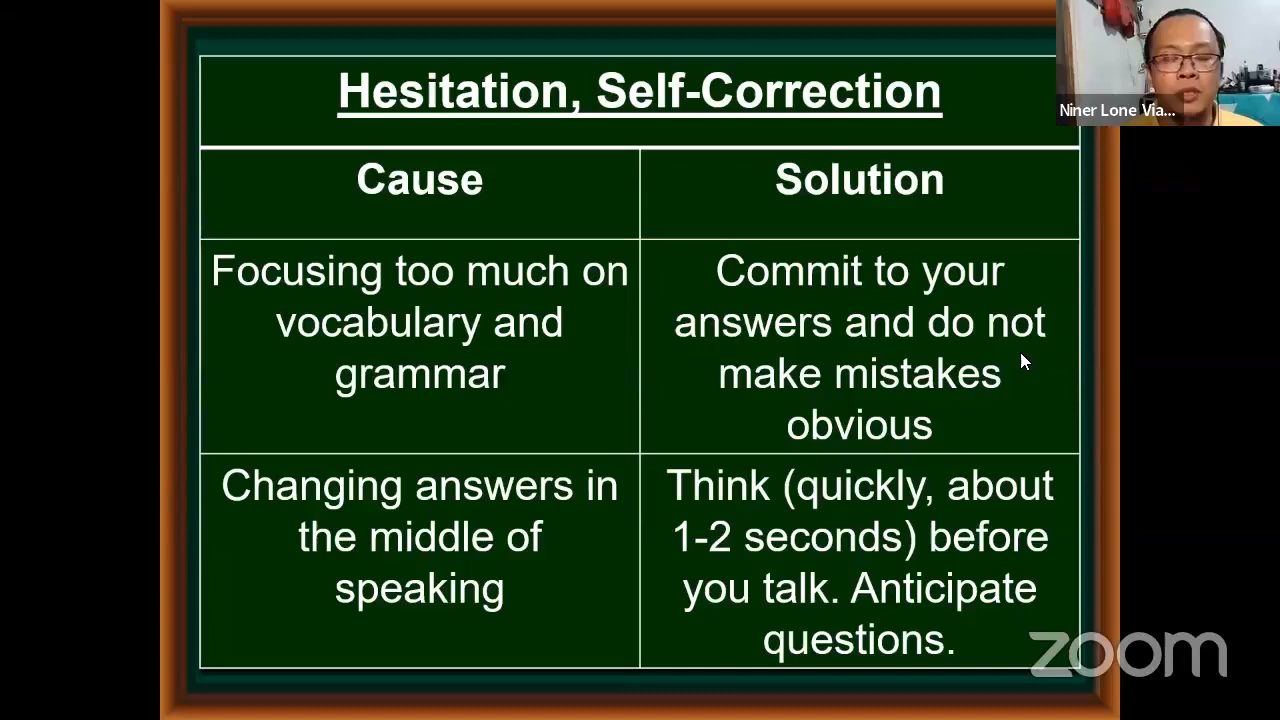 Hesitation, Self-Correction
Niner Lone Via...
Cause
Solution
Focusing too much on
vocabulary and
grammar
Commit to your
answers and do not
make mistakes
obvious
Changing answers in
the middle of
speaking
Think (quickly, about
1-2 seconds) before
you talk. Anticipate
questions.
zoom